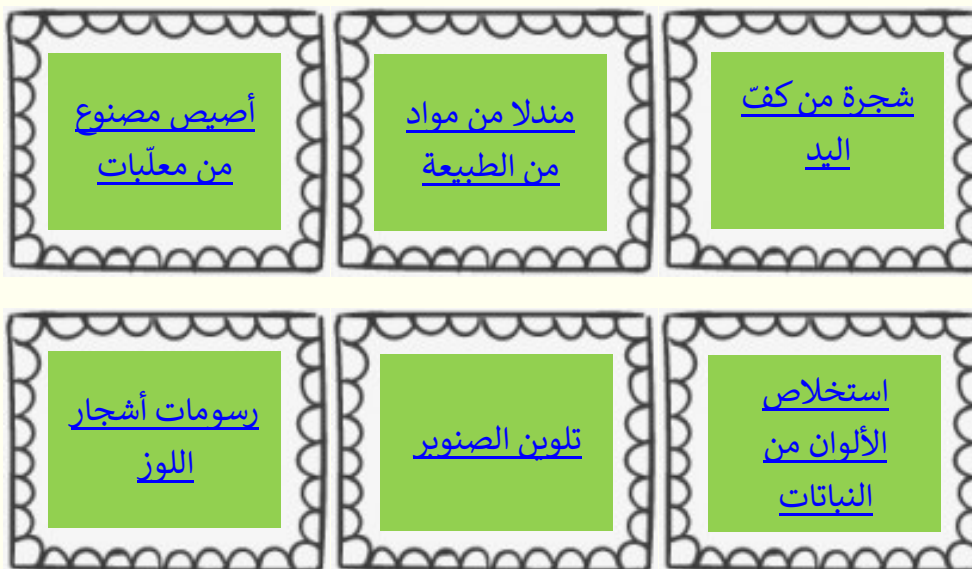 شجرة من كفّ
اليد
مندلا من مواد
من الطبيعة
أصيص مصنوع
من معلّبات
استخلاص
الألوان من
النباتات
تلوين الصنوبر
رسومات أشجار
اللوز